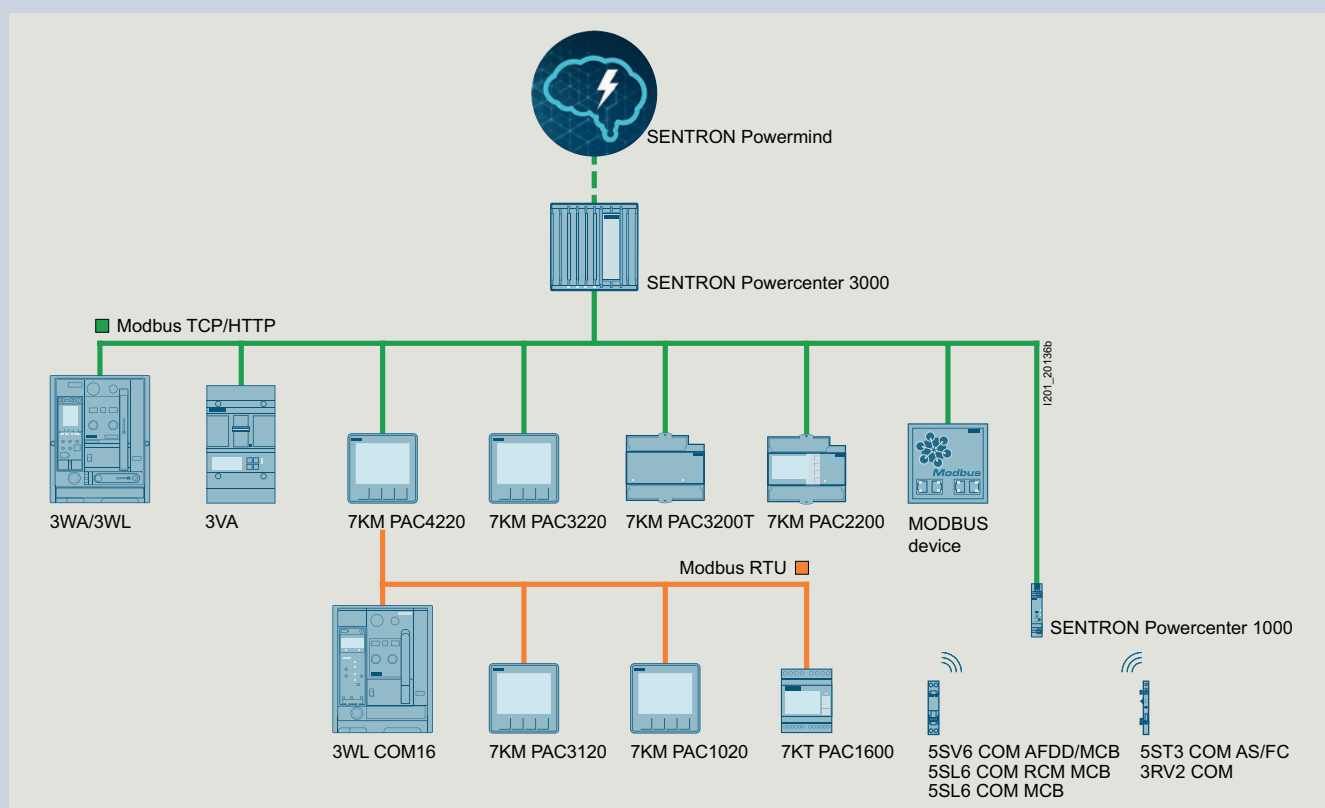 SENTRON Powermind
SENTRON Powercenter 3000
Modbus TCP/HTTP
I201_20136b
3WA/3WL
3VA
7KM PAC4220
7KM PAC3220
7KM PAC3200T
7KM PAC2200
Modbus
MODBUS
device
Modbus RTU
SENTRON Powercenter 1000
3WL COM16
7KM PAC3120
7KM PAC1020
7KT PAC1600
5SV6 COM AFDD/MCB
5SL6 COM RCM MCB
5SL6 COM MCB
5ST3 COM AS/FC
3RV2 COM